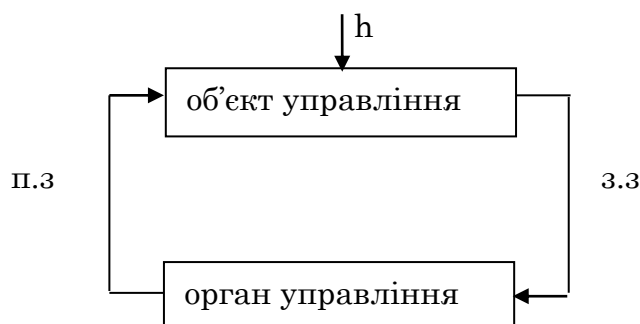 h
об’єкт управління
п.з
з.з
орган управління